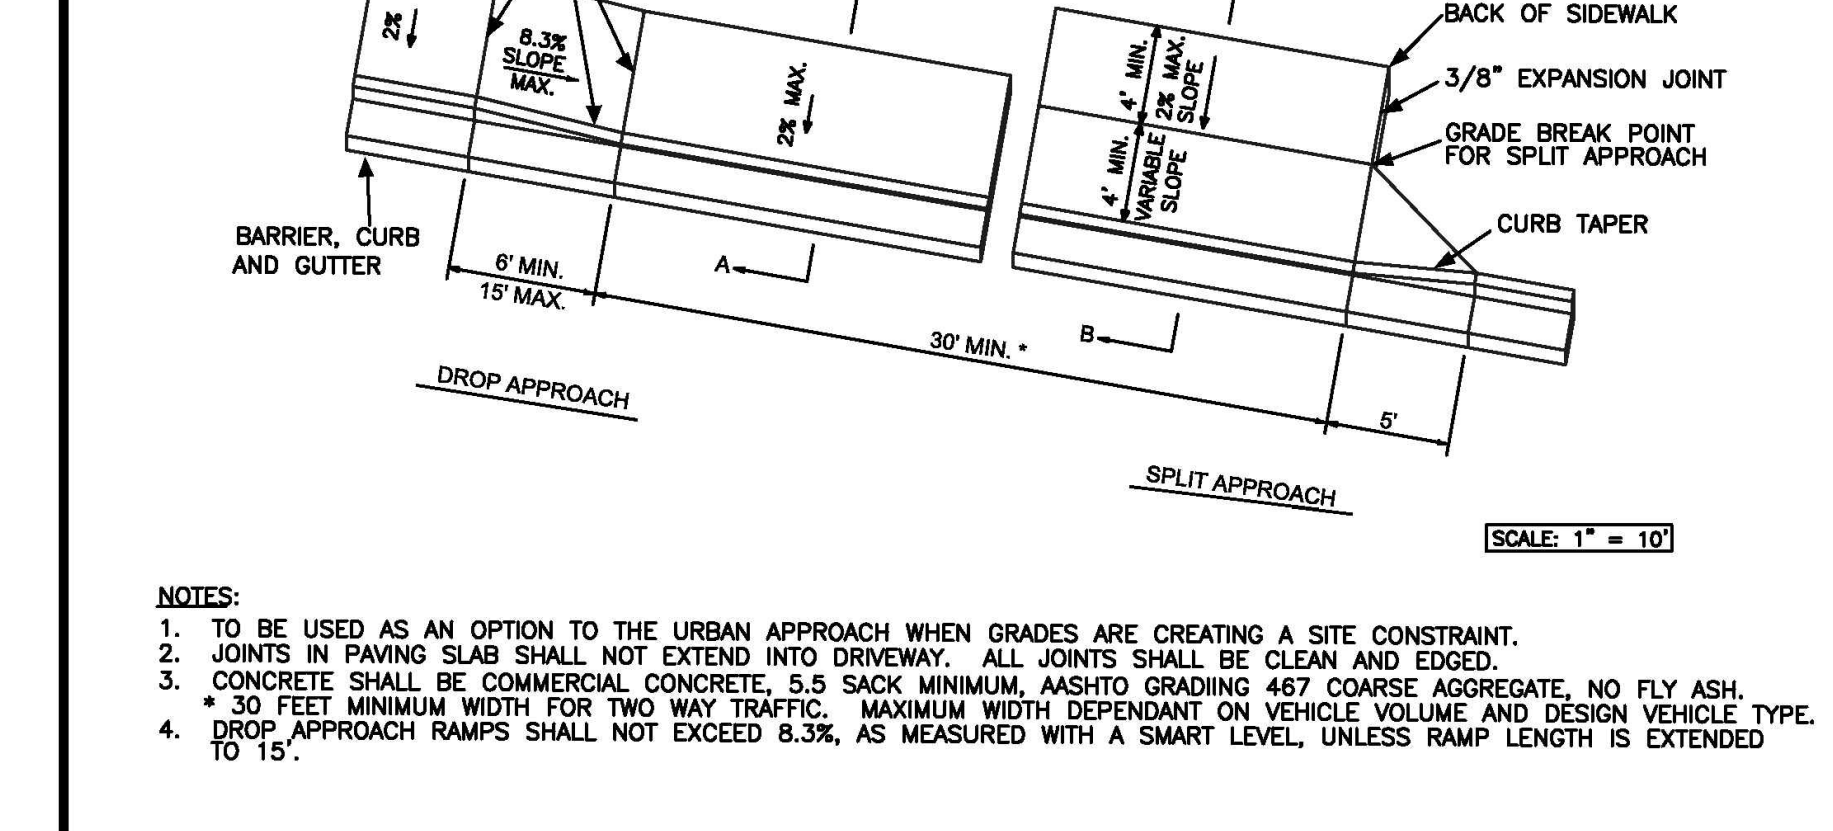 BACK OF SIDEWALK
2%
8.3%
SLOPE
MAX.
2% MAX.
4' MIN.
2% MAX.
SLOPE
3/8" EXPANSION JOINT
GRADE BREAK POINT
FOR SPLIT APPROACH
4' MIN.
VARIABLE
SLOPE
CURB TAPER
BARRIER, CURB
AND GUTTER
6' MIN.
15' MAX.
A
B
30' MIN. *
5'
DROP APPROACH
SPLIT APPROACH
SCALE: 1" = 10'
NOTES:
1. TO BE USED AS AN OPTION TO THE URBAN APPROACH WHEN GRADES ARE CREATING A SITE CONSTRAINT.
2. JOINTS IN PAVING SLAB SHALL NOT EXTEND INTO DRIVEWAY. ALL JOINTS SHALL BE CLEAN AND EDGED.
3. CONCRETE SHALL BE COMMERCIAL CONCRETE, 5.5 SACK MINIMUM, AASHTO GRADIING 467 COARSE AGGREGATE, NO FLY ASH.
* 30 FEET MINIMUM WIDTH FOR TWO WAY TRAFFIC. MAXIMUM WIDTH DEPENDANT ON VEHICLE VOLUME AND DESIGN VEHICLE TYPE.
4. DROP APPROACH RAMPS SHALL NOT EXCEED 8.3%, AS MEASURED WITH A SMART LEVEL, UNLESS RAMP LENGTH IS EXTENDED
TO 15'.